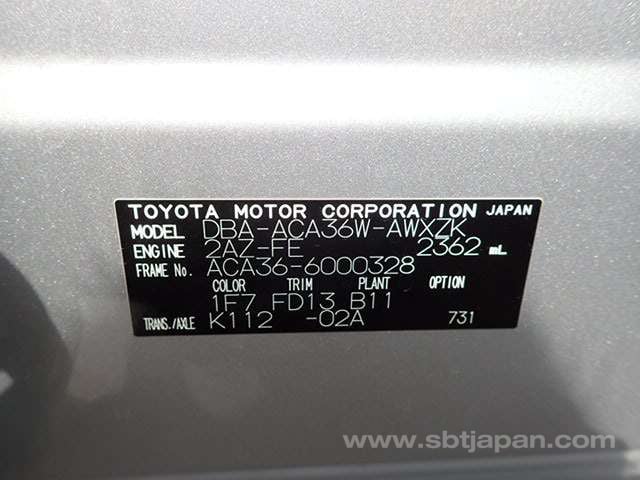 TOYOTA MOTOR CORPORATION JAPAN
MODEL DBA-ACA36W-AWXZK
ENGINE 2AZ-FE 2362 mL
FRAME No. ACA36-6000328
COLOR TRIM PLANT OPTION
1F7 FD13 B11
TRANS./AXLE K112 -02A 731
www.sbtjapan.com